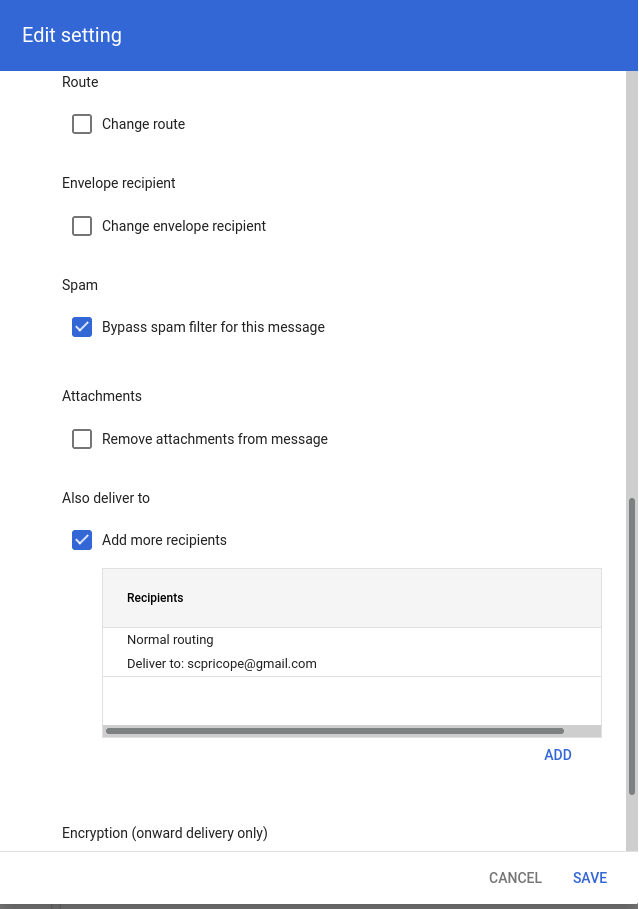 Edit setting
Route
Change route
Envelope recipient
Change envelope recipient
Spam
Bypass spam filter for this message
Attachments
Remove attachments from message
Also deliver to
Add more recipients
Recipients
Normal routing
Deliver to: scpricope@gmail.com
ADD
Encryption (onward delivery only)
CANCEL SAVE